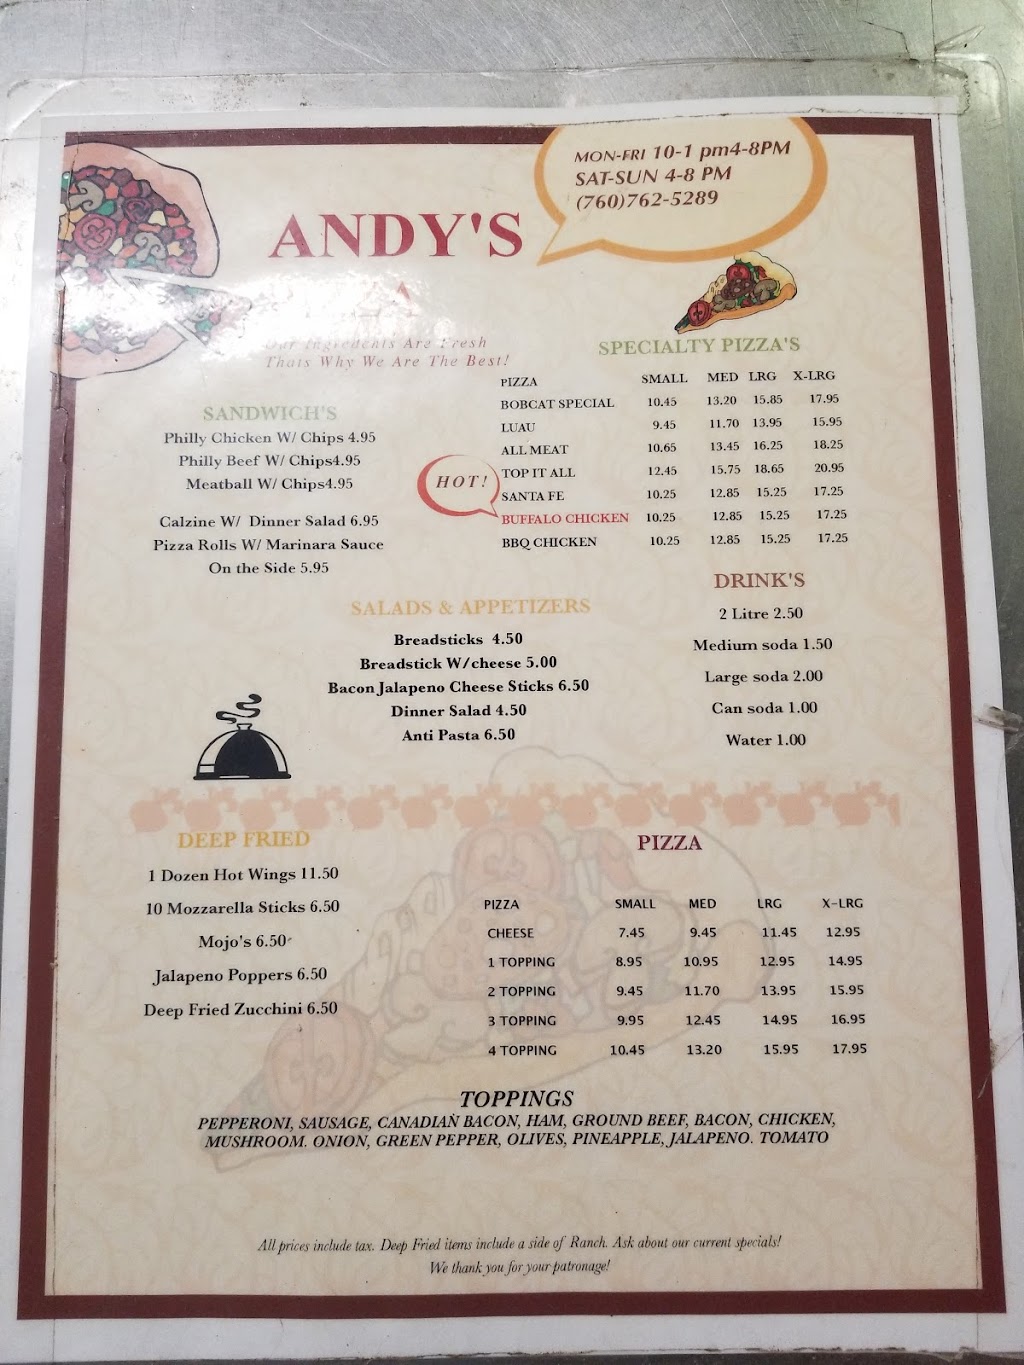 MON-FRI 10-1 pm4-8PM
SAT-SUN 4-8 PM
(760)762-5289
ANDY'S
Our Ingredents Are Fresh
Thats Why We Are The Best!
SPECIALTY PIZZA'S
PIZZA SMALL MED LRG X-LRG
BOBCAT SPECIAL 10.45 13.20 15.85 17.95
LUAU 9.45 11.70 13.95 15.95
ALL MEAT 10.65 13.45 16.25 18.25
TOP IT ALL 12.45 15.75 18.65 20.95
SANTA FE 10.25 12.85 15.25 17.25
HOT!
BUFFALO CHICKEN 10.25 12.85 15.25 17.25
BBQ CHICKEN 10.25 12.85 15.25 17.25
SANDWICH'S
Philly Chicken W/ Chips 4.95
Philly Beef W/ Chips4.95
Meatball W/ Chips4.95
Calzine W/ Dinner Salad 6.95
Pizza Rolls W/ Marinara Sauce
On the Side 5.95
SALADS & APPETIZERS
Breadsticks 4.50
Breadstick W/cheese 5.00
Bacon Jalapeno Cheese Sticks 6.50
Dinner Salad 4.50
Anti Pasta 6.50
DRINK'S
2 Litre 2.50
Medium soda 1.50
Large soda 2.00
Can soda 1.00
Water 1.00
DEEP FRIED
1 Dozen Hot Wings 11.50
10 Mozzarella Sticks 6.50
Mojo's 6.50
Jalapeno Poppers 6.50
Deep Fried Zucchini 6.50
PIZZA
PIZZA SMALL MED LRG X-LRG
CHEESE 7.45 9.45 11.45 12.95
1 TOPPING 8.95 10.95 12.95 14.95
2 TOPPING 9.45 11.70 13.95 15.95
3 TOPPING 9.95 12.45 14.95 16.95
4 TOPPING 10.45 13.20 15.95 17.95
TOPPINGS
PEPPERONI, SAUSAGE, CANADIAN BACON, HAM, GROUND BEEF, BACON, CHICKEN,
MUSHROOM. ONION, GREEN PEPPER, OLIVES, PINEAPPLE, JALAPENO. TOMATO
All prices include tax. Deep Fried items include a side of Ranch. Ask about our current specials!
We thank you for your patronage!